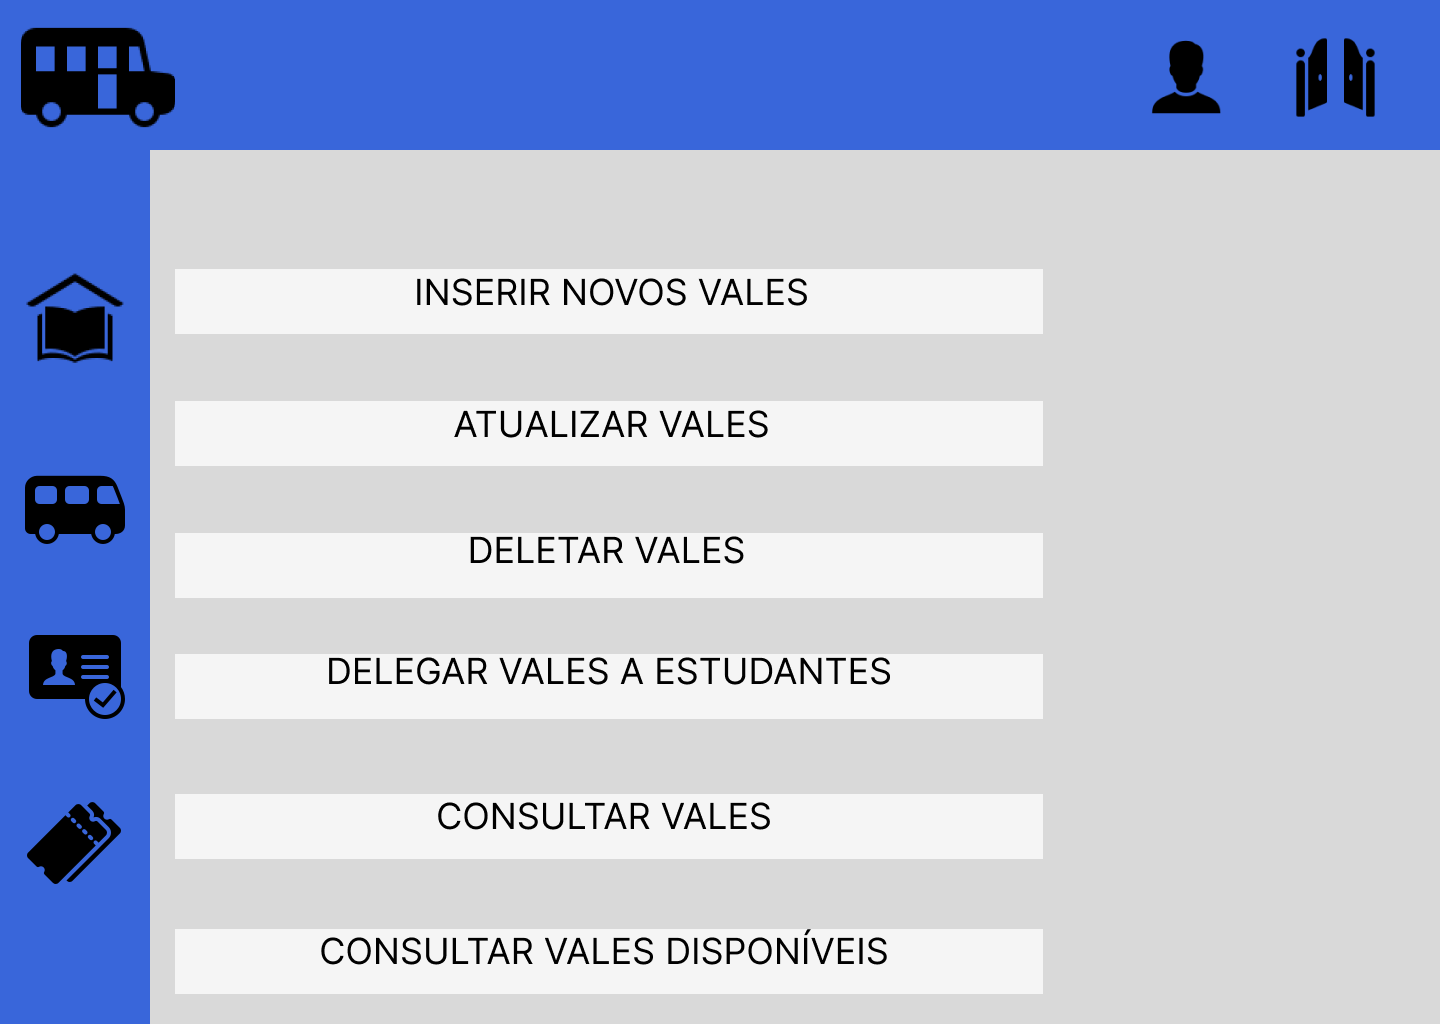 INSERIR NOVOS VALES
ATUALIZAR VALES
DELETAR VALES
DELEGAR VALES A ESTUDANTES
CONSULTAR VALES
CONSULTAR VALES DISPONÍVEIS